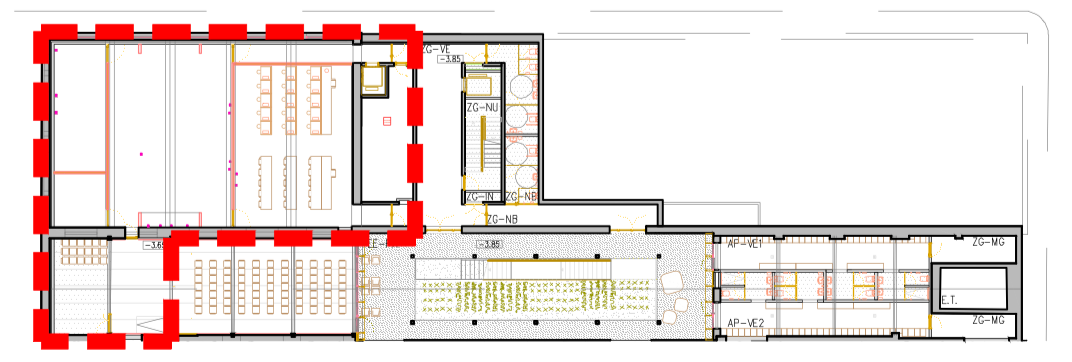 ZG-VE
-3.85
ZG-NU
ZG-IN
ZG-NB
ZG-NB
-3.65
-3.85
AP-VE1
ZG-MG
E.T.
AP-VE2
ZG-MG